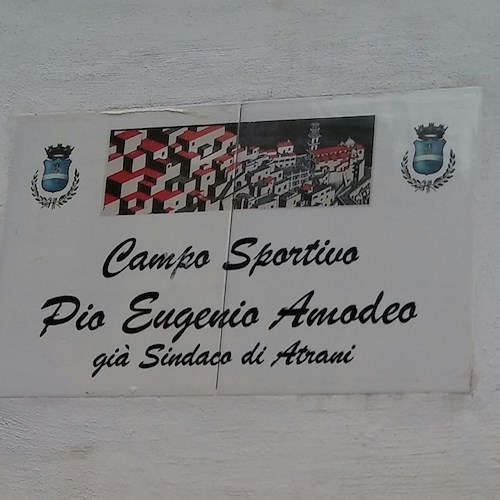 Campo Sportivo
Pio Eugenio Amodeo
già Sindaco di Atrani